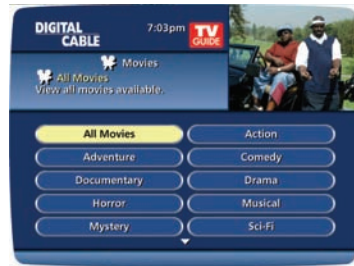 DIGITAL CABLE
7:03pm
TV GUIDE
Movies
All Movies
View all movies available.
All Movies
Action
Adventure
Comedy
Documentary
Drama
Horror
Musical
Mystery
Sci-Fi